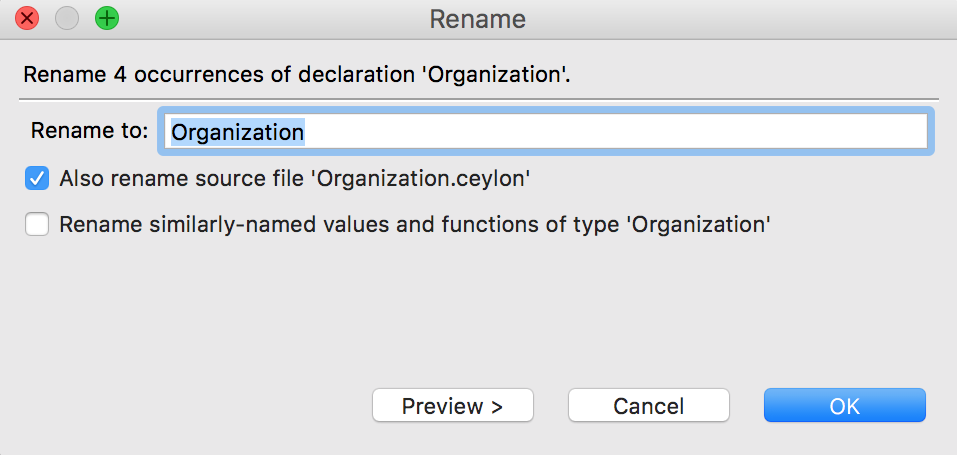 Rename
Rename 4 occurrences of declaration 'Organization'.
Rename to: Organization
Also rename source file 'Organization.ceylon'
Rename similarly-named values and functions of type 'Organization'
Preview > Cancel OK